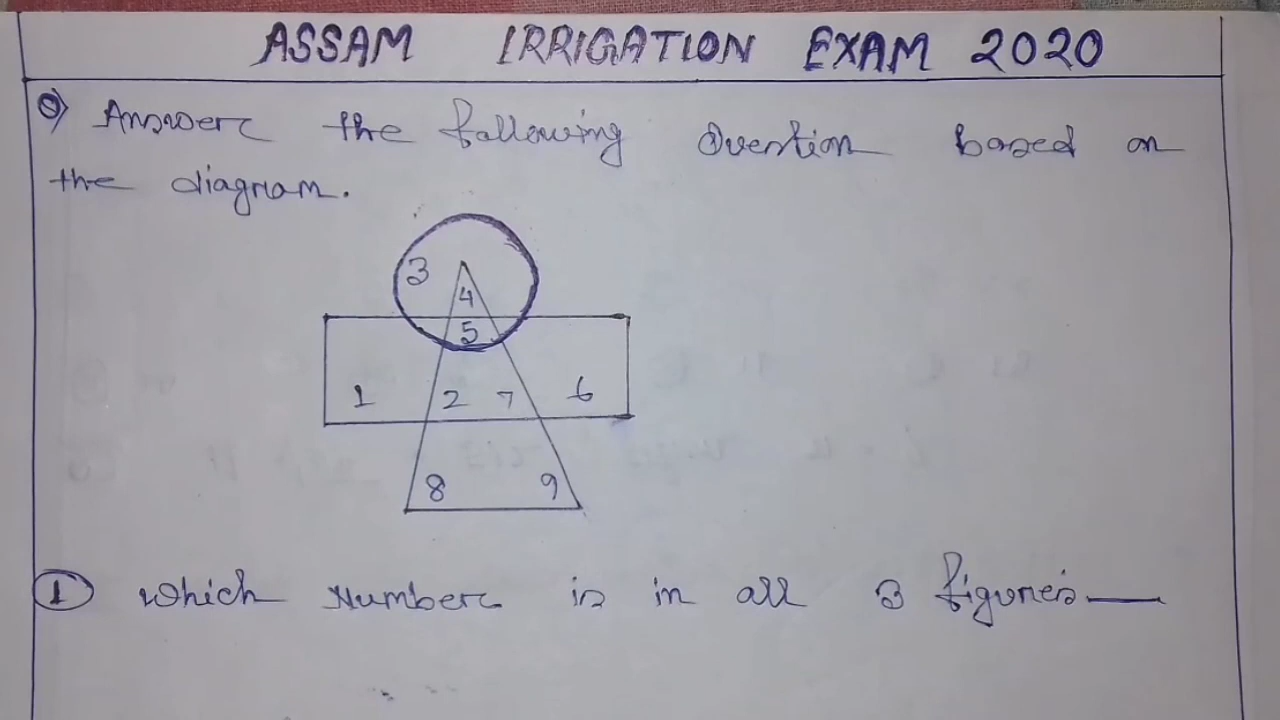 ASSAM IRRIGATION EXAM 2020
Q) Answer the following Question based on
the diagram.
3
4
5
1 2 7 6
8 9
1 which Number is in all 3 figures